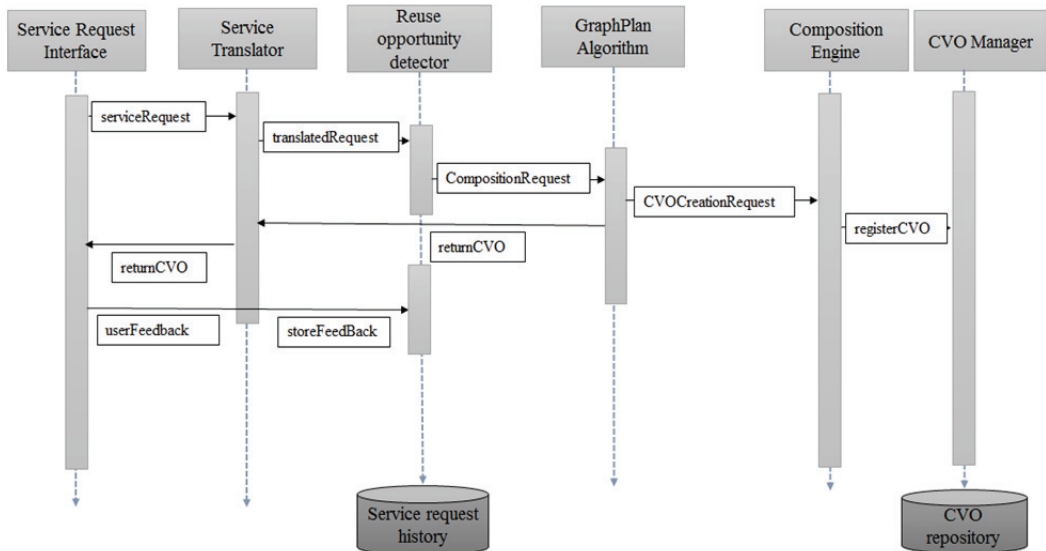 Service Request
Interface
Service
Translator
Reuse
opportunity
detector
GraphPlan
Algorithm
Composition
Engine
CVO Manager
serviceRequest
translatedRequest
CompositionRequest
CVOCreationRequest
registerCVO
returnCVO
returnCVO
userFeedback
storeFeedBack
Service request
history
CVO
repository